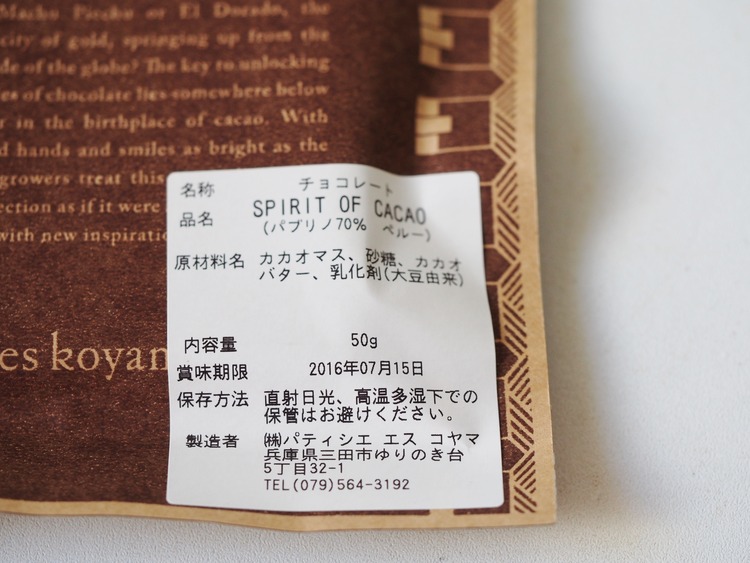 Machu Picchu or El Dorado, the
city of gold, springing up from the
de of the globe? The key to unlocking
es of chocolate lies somewhere below
r in the birthplace of cacao. With
d hands and smiles as bright as the
growers treat this
ection as if it were
with new inspiratio
es koyam
名称 チョコレート
品名 SPIRIT OF CACAO
(パブリノ70% ペルー)
原材料名 カカオマス、砂糖、カカオ
バター、乳化剤(大豆由来)
内容量 50g
賞味期限 2016年07月15日
保存方法 直射日光、高温多湿下での
保管はお避けください。
製造者 ㈱パティシエ エス コヤマ
兵庫県三田市ゆりのき台
5丁目32-1
TEL(079)564-3192